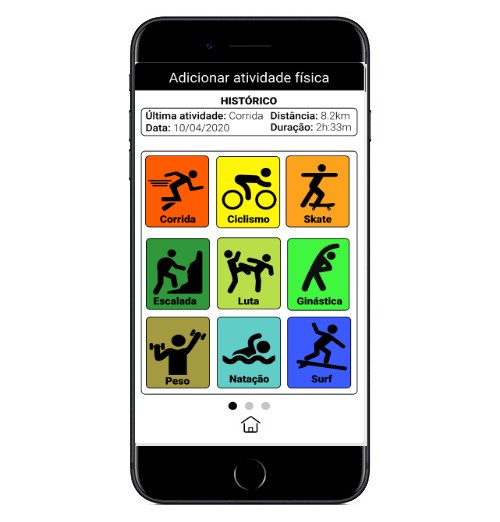 Adicionar atividade física
HISTÓRICO
Última atividade: Corrida Distância: 8.2km
Data: 10/04/2020 Duração: 2h:33m
Corrida Ciclismo Skate
Escalada Luta Ginástica
Peso Natação Surf